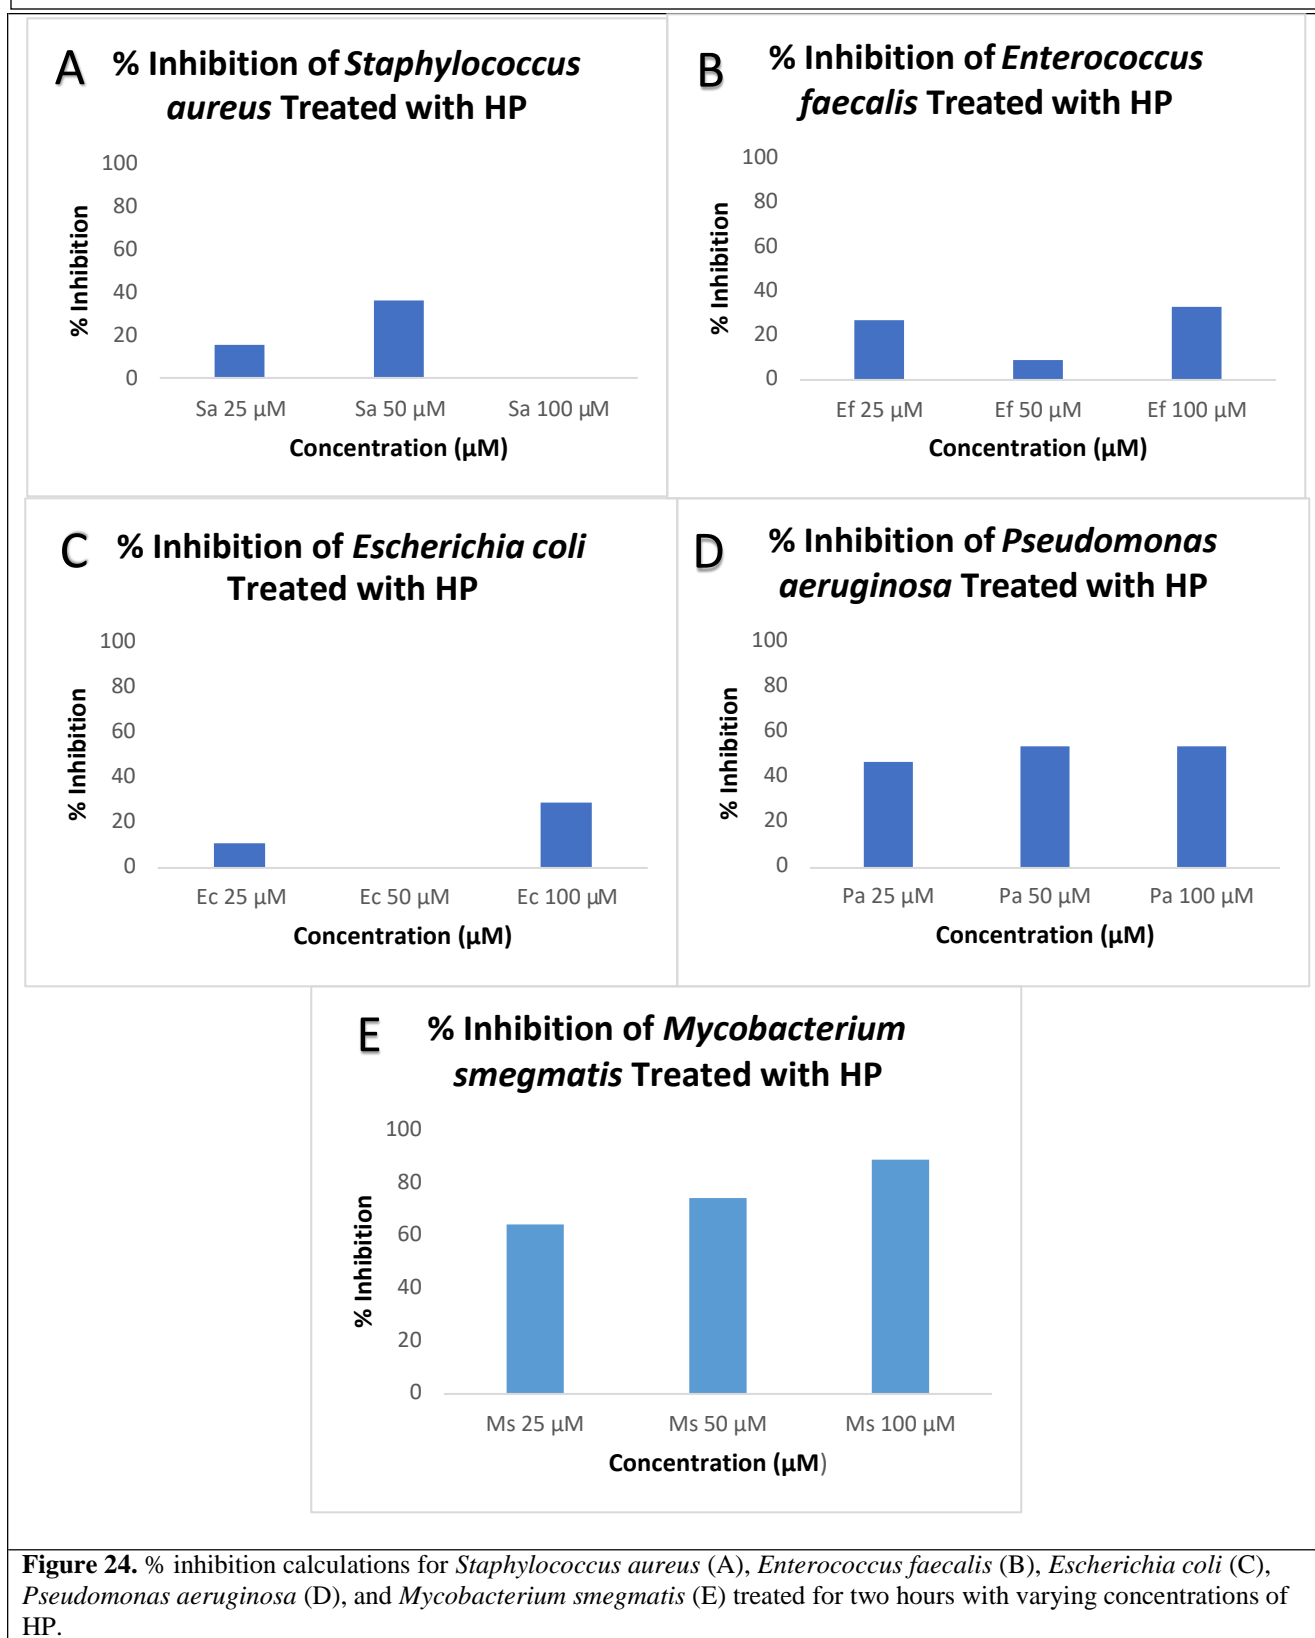 A
% Inhibition of Staphylococcus
aureus Treated with HP
100
80
60
40
20
0
% Inhibition
Sa 25 µM Sa 50 µM Sa 100 µM
Concentration (µM)
B
% Inhibition of Enterococcus
faecalis Treated with HP
100
80
60
40
20
0
% Inhibition
Ef 25 µM Ef 50 µM Ef 100 µM
Concentration (µM)
C
% Inhibition of Escherichia coli
Treated with HP
100
80
60
40
20
0
% Inhibition
Ec 25 µM Ec 50 µM Ec 100 µM
Concentration (µM)
D
% Inhibition of Pseudomonas
aeruginosa Treated with HP
100
80
60
40
20
0
% Inhibition
Pa 25 µM Pa 50 µM Pa 100 µM
Concentration (µM)
E
% Inhibition of Mycobacterium
smegmatis Treated with HP
100
80
60
40
20
0
% Inhibition
Ms 25 µM Ms 50 µM Ms 100 µM
Concentration (µM)
Figure 24. % inhibition calculations for Staphylococcus aureus (A), Enterococcus faecalis (B), Escherichia coli (C),
Pseudomonas aeruginosa (D), and Mycobacterium smegmatis (E) treated for two hours with varying concentrations of
HP.